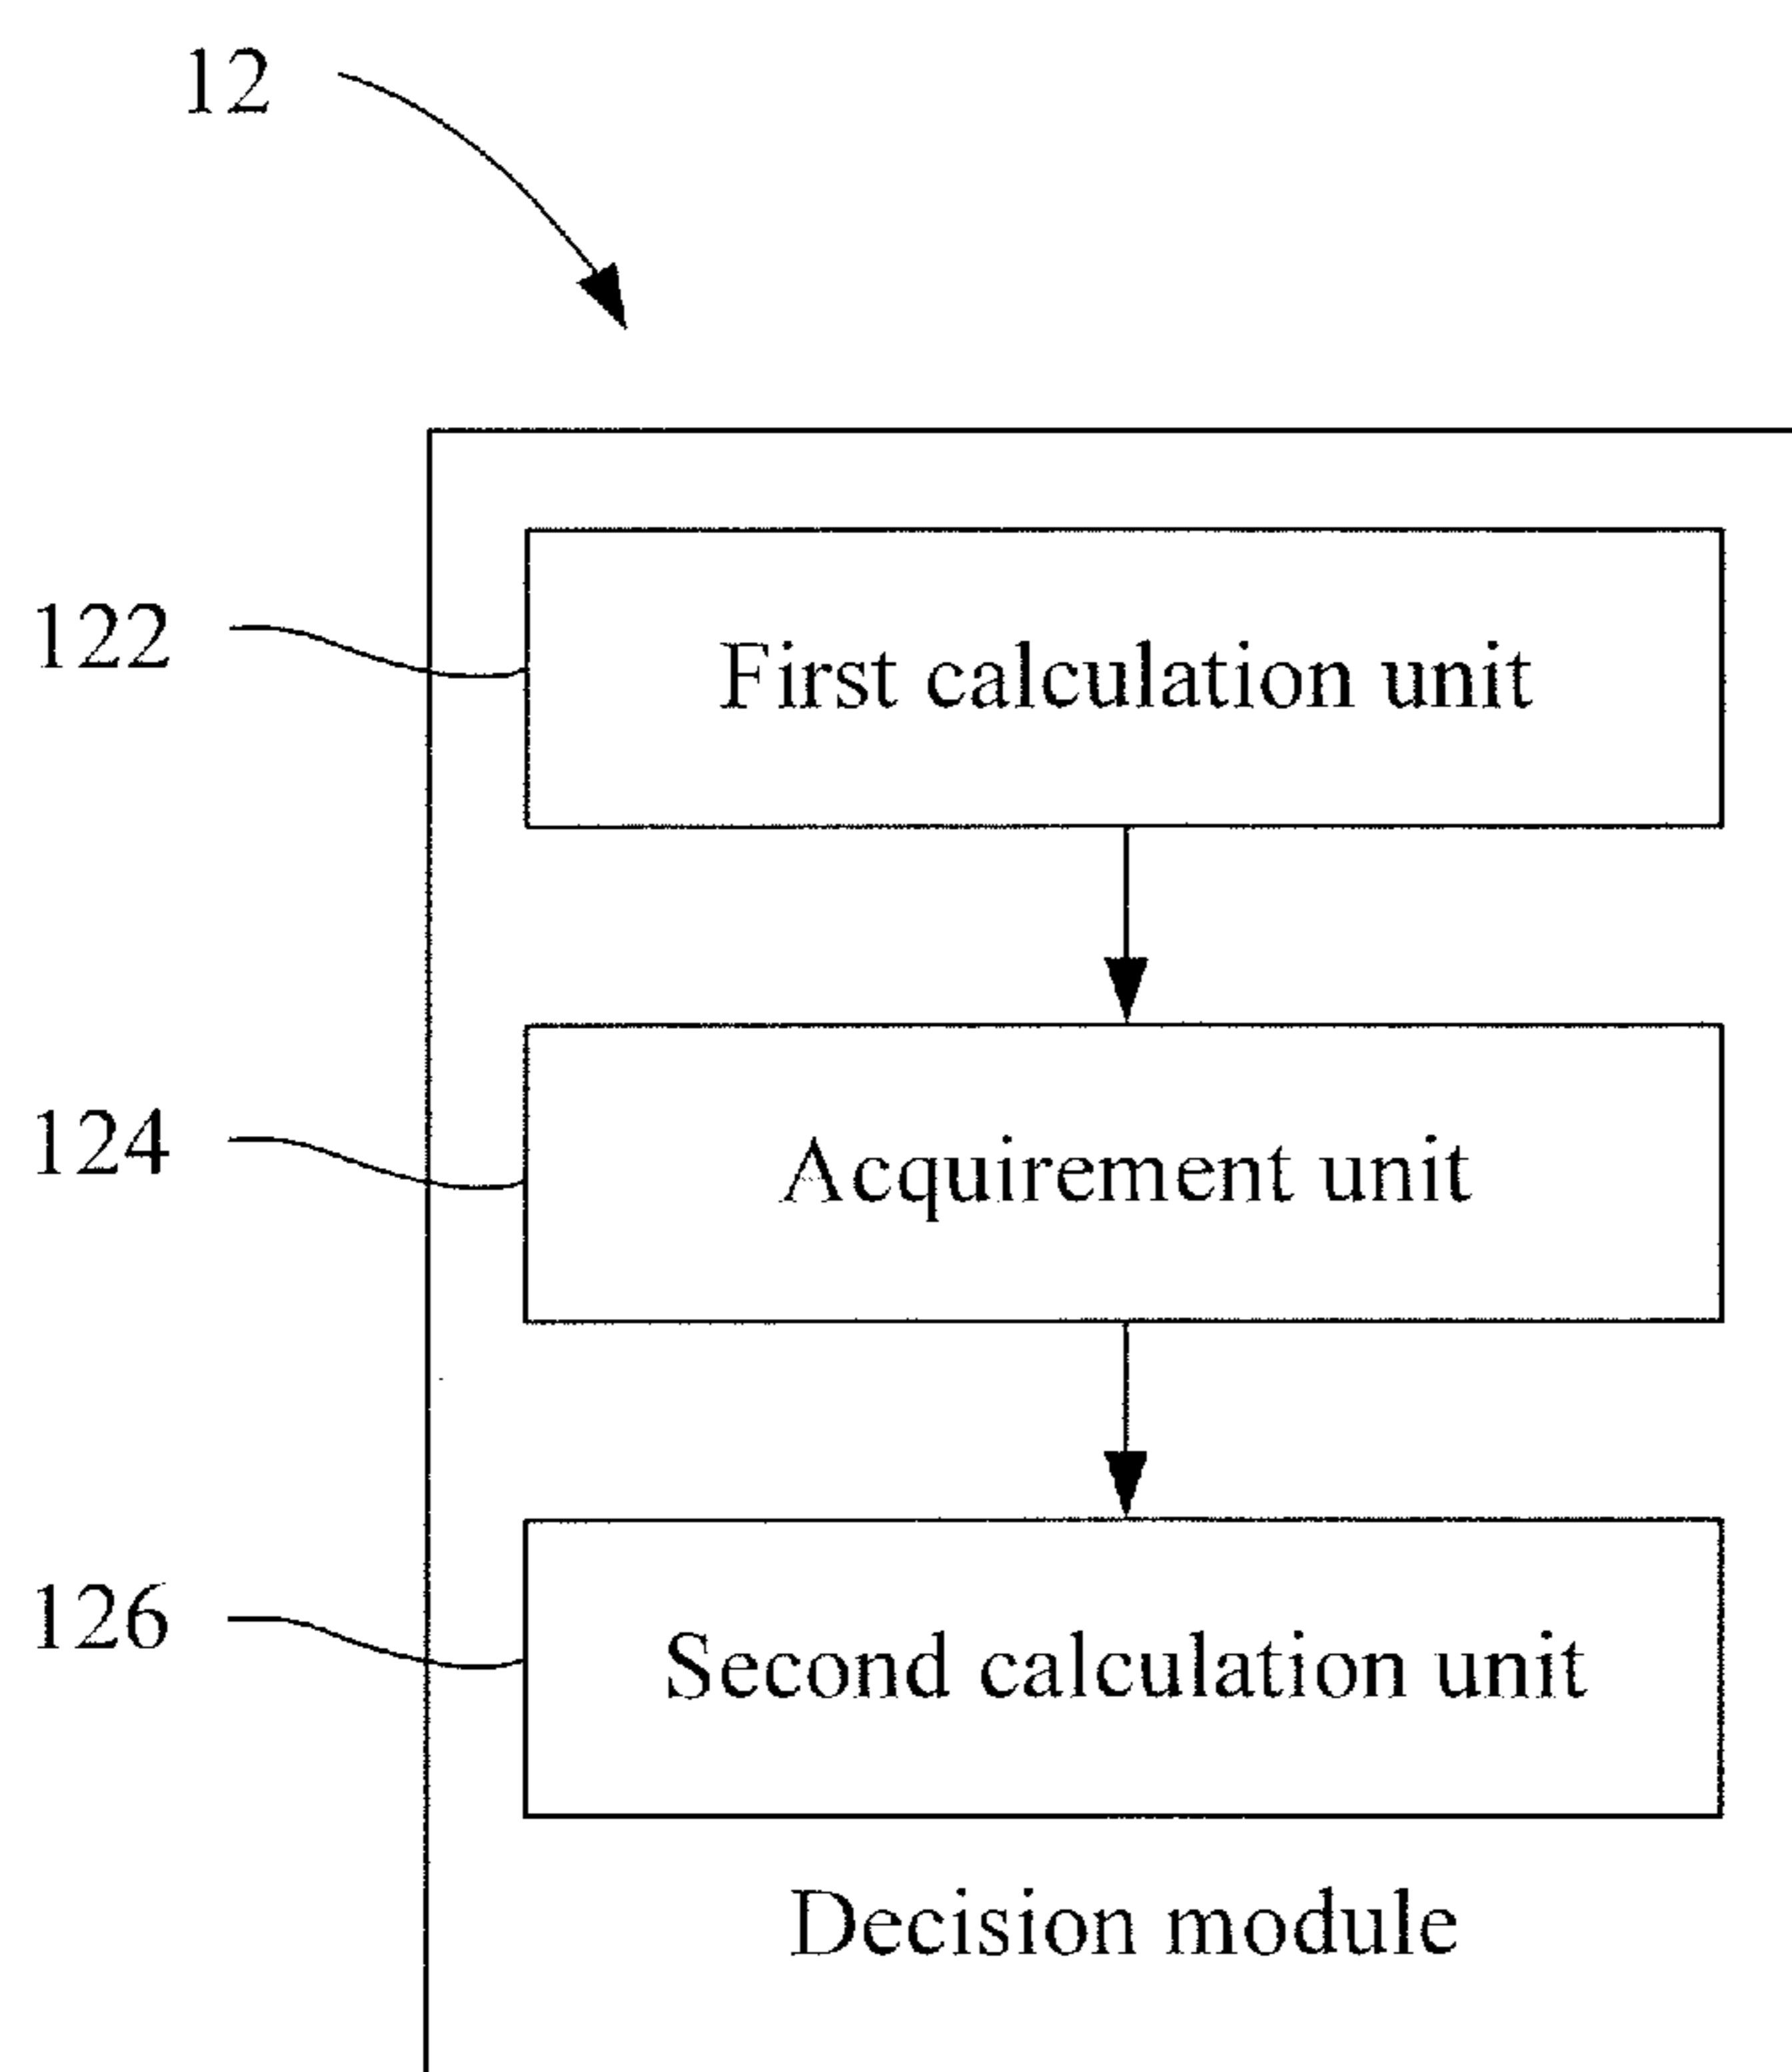 12
122
First calculation unit
124
Acquirement unit
126
Second calculation unit
Decision module